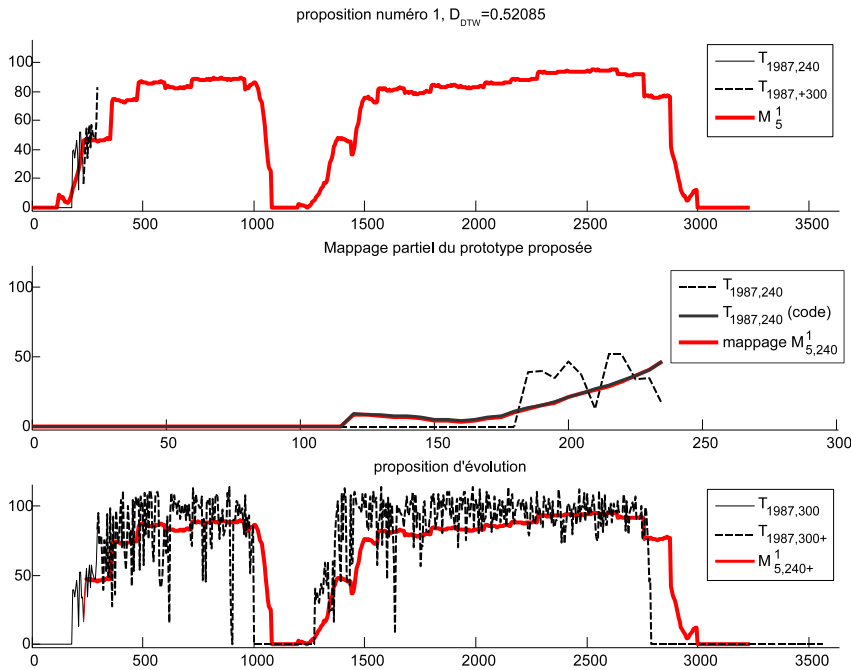 proposition numéro 1, D_DTW=0.52085
100
80
60
40
20
0
0 500 1000 1500 2000 2500 3000 3500
T_1987,240
T_1987,+300
M_5^1
Mappage partiel du prototype proposée
100
50
0
0 50 100 150 200 250 300
T_1987,240
T_1987,240 (code)
mappage M_5,240^1
proposition d'évolution
100
50
0
0 500 1000 1500 2000 2500 3000 3500
T_1987,300
T_1987,300+
M_5,240+^1